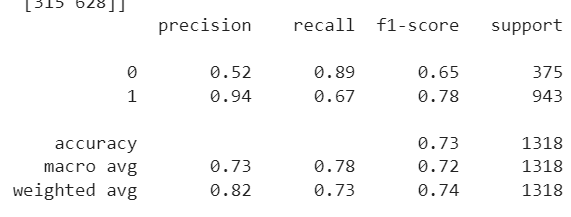 [315 628]]
precision recall f1-score support
0 0.52 0.89 0.65 375
1 0.94 0.67 0.78 943
accuracy 0.73 1318
macro avg 0.73 0.78 0.72 1318
weighted avg 0.82 0.73 0.74 1318